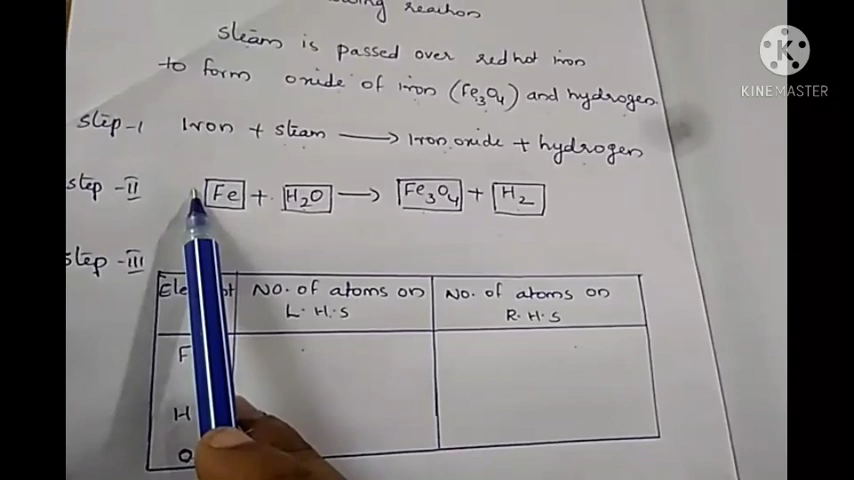 reaction
steam is passed over red hot iron
to form oxide of iron (Fe3O4) and hydrogen.
K
KINEMASTER
Step-1 Iron + steam ⟶ Iron oxide + hydrogen
step-II Fe + H2O ⟶ Fe3O4 + H2
Step-III
No. of atoms on L.H.S
No. of atoms on R.H.S
F
H
O